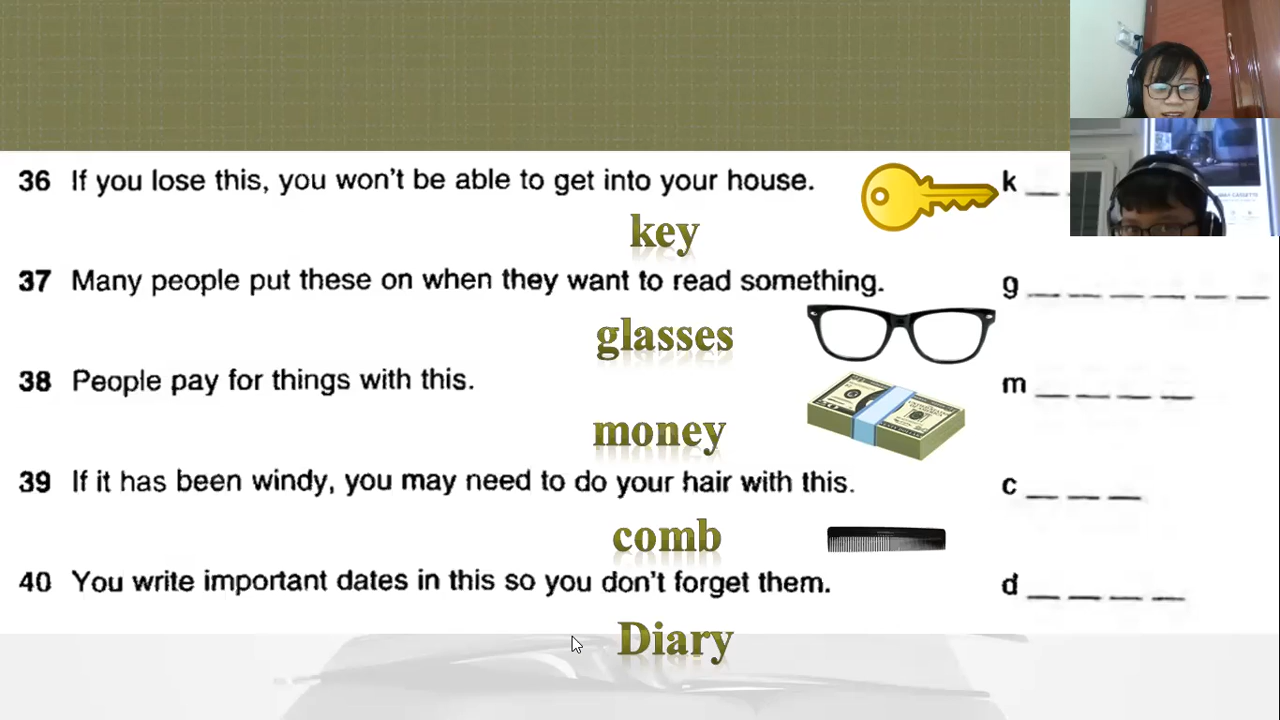 36 If you lose this, you won't be able to get into your house. k _
key
37 Many people put these on when they want to read something. g _ _ _ _ _ _
glasses
38 People pay for things with this. m _ _ _ _
money
39 If it has been windy, you may need to do your hair with this. c _ _ _
comb
40 You write important dates in this so you don't forget them. d _ _ _ _
Diary